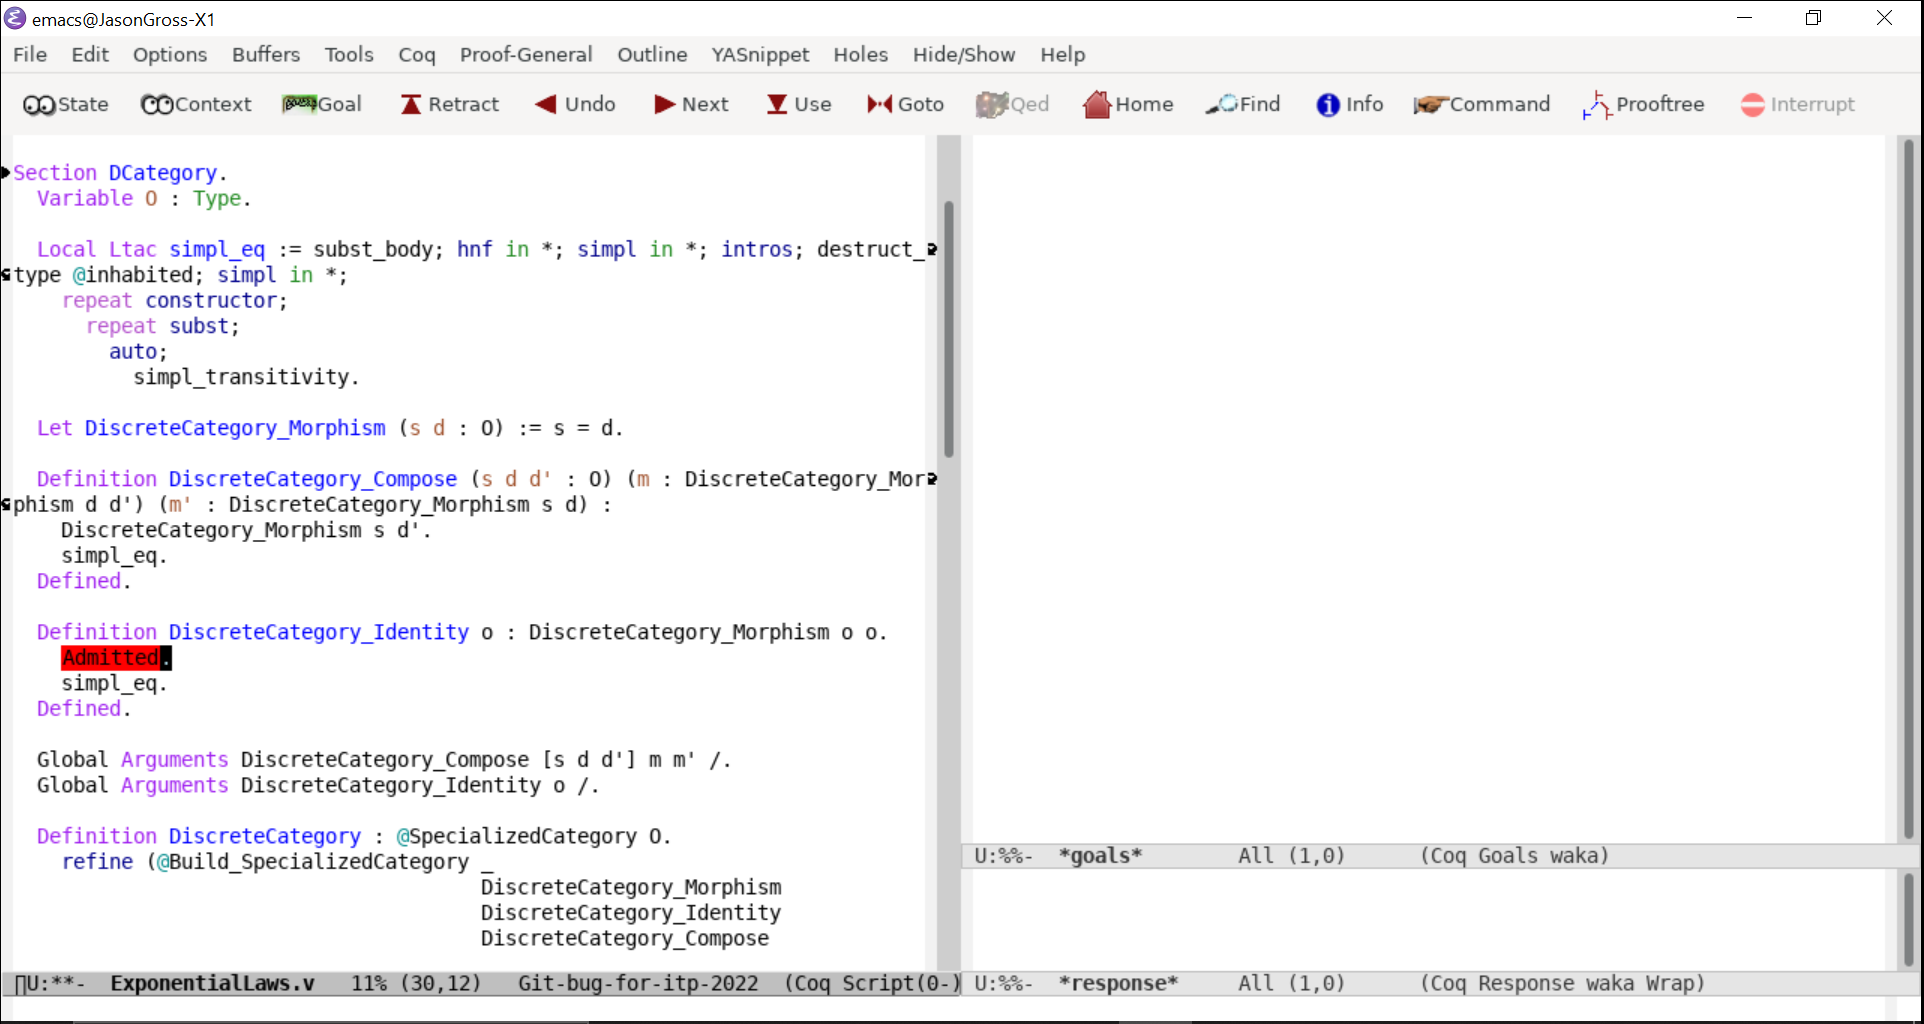 emacs@JasonGross-X1
File Edit Options Buffers Tools Coq Proof-General Outline YASnippet Holes Hide/Show Help
State Context Goal Retract Undo Next Use Goto Qed Home Find Info Command Prooftree Interrupt
Section DCategory.
  Variable O : Type.
  Local Ltac simpl_eq := subst_body; hnf in *; simpl in *; intros; destruct_
type @inhabited; simpl in *;
    repeat constructor;
      repeat subst;
        auto;
          simpl_transitivity.
  Let DiscreteCategory_Morphism (s d : O) := s = d.
  Definition DiscreteCategory_Compose (s d d' : O) (m : DiscreteCategory_Mor
phism d d') (m' : DiscreteCategory_Morphism s d) :
    DiscreteCategory_Morphism s d'.
    simpl_eq.
  Defined.
  Definition DiscreteCategory_Identity o : DiscreteCategory_Morphism o o.
    Admitted.
    simpl_eq.
  Defined.
  Global Arguments DiscreteCategory_Compose [s d d'] m m' /.
  Global Arguments DiscreteCategory_Identity o /.
  Definition DiscreteCategory : @SpecializedCategory O.
    refine (@Build_SpecializedCategory _
                                       DiscreteCategory_Morphism
                                       DiscreteCategory_Identity
                                       DiscreteCategory_Compose
U:**-  ExponentialLaws.v   11% (30,12)   Git-bug-for-itp-2022  (Coq Script(0-)
U:%%-  *goals*        All (1,0)      (Coq Goals waka)
U:%%-  *response*     All (1,0)      (Coq Response waka Wrap)